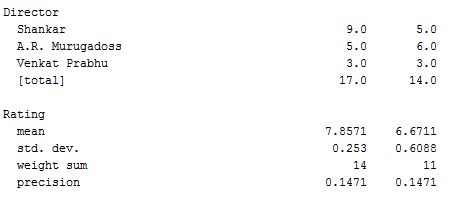 Director
Shankar 9.0 5.0
A.R. Murugadoss 5.0 6.0
Venkat Prabhu 3.0 3.0
[total] 17.0 14.0
Rating
mean 7.8571 6.6711
std. dev. 0.253 0.6088
weight sum 14 11
precision 0.1471 0.1471